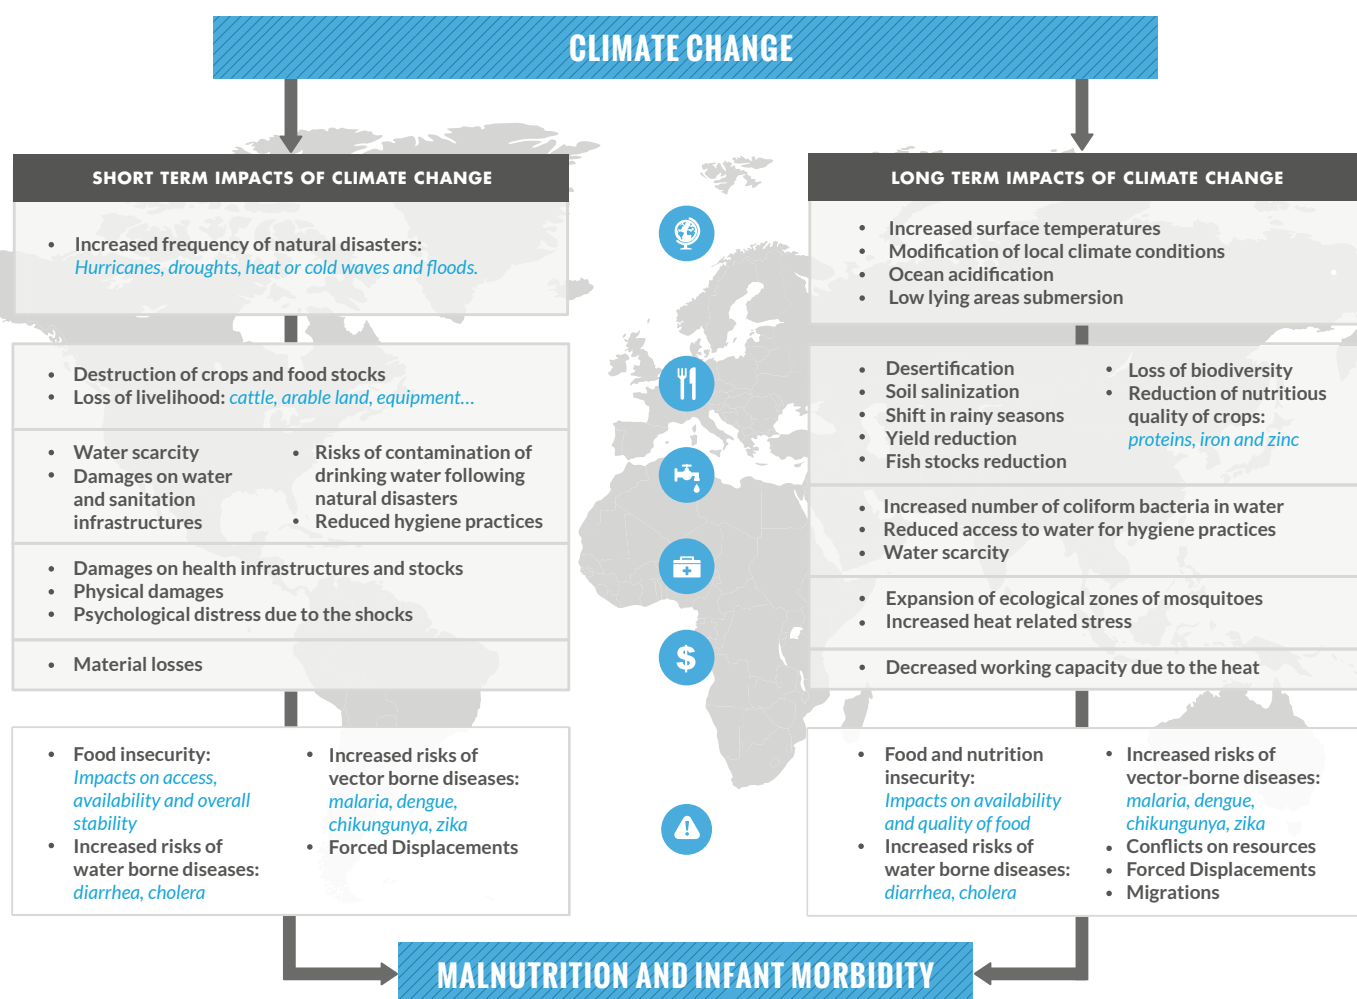 CLIMATE CHANGE
SHORT TERM IMPACTS OF CLIMATE CHANGE
• Increased frequency of natural disasters:
Hurricanes, droughts, heat or cold waves and floods.
• Destruction of crops and food stocks
• Loss of livelihood: cattle, arable land, equipment...
• Water scarcity
• Damages on water
and sanitation
infrastructures
• Risks of contamination of
drinking water following
natural disasters
• Reduced hygiene practices
• Damages on health infrastructures and stocks
• Physical damages
• Psychological distress due to the shocks
• Material losses
• Food insecurity:
Impacts on access,
availability and overall
stability
• Increased risks of
water borne diseases:
diarrhea, cholera
• Increased risks of
vector borne diseases:
malaria, dengue,
chikungunya, zika
• Forced Displacements
$
!
LONG TERM IMPACTS OF CLIMATE CHANGE
• Increased surface temperatures
• Modification of local climate conditions
• Ocean acidification
• Low lying areas submersion
• Desertification
• Soil salinization
• Shift in rainy seasons
• Yield reduction
• Fish stocks reduction
• Loss of biodiversity
• Reduction of nutritious
quality of crops:
proteins, iron and zinc
• Increased number of coliform bacteria in water
• Reduced access to water for hygiene practices
• Water scarcity
• Expansion of ecological zones of mosquitoes
• Increased heat related stress
• Decreased working capacity due to the heat
• Food and nutrition
insecurity:
Impacts on availability
and quality of food
• Increased risks of
water borne diseases:
diarrhea, cholera
• Increased risks of
vector-borne diseases:
malaria, dengue,
chikungunya, zika
• Conflicts on resources
• Forced Displacements
• Migrations
MALNUTRITION AND INFANT MORBIDITY